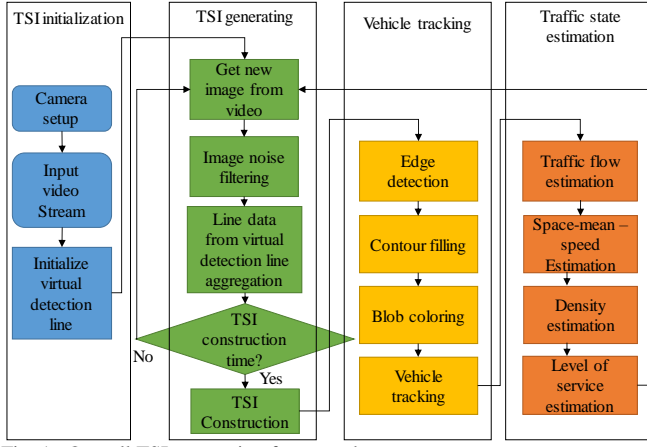 TSI initialization
Camera
setup
Input
video
Stream
Initialize
virtual
detection
line
TSI generating
Get new
image from
video
Image noise
filtering
Line data
from virtual
detection line
aggregation
TSI
construction
time?
No
Yes
TSI
Construction
Vehicle tracking
Edge
detection
Contour filling
Blob coloring
Vehicle
tracking
Traffic state
estimation
Traffic flow
estimation
Space-mean –
speed
Estimation
Density
estimation
Level of
service
estimation